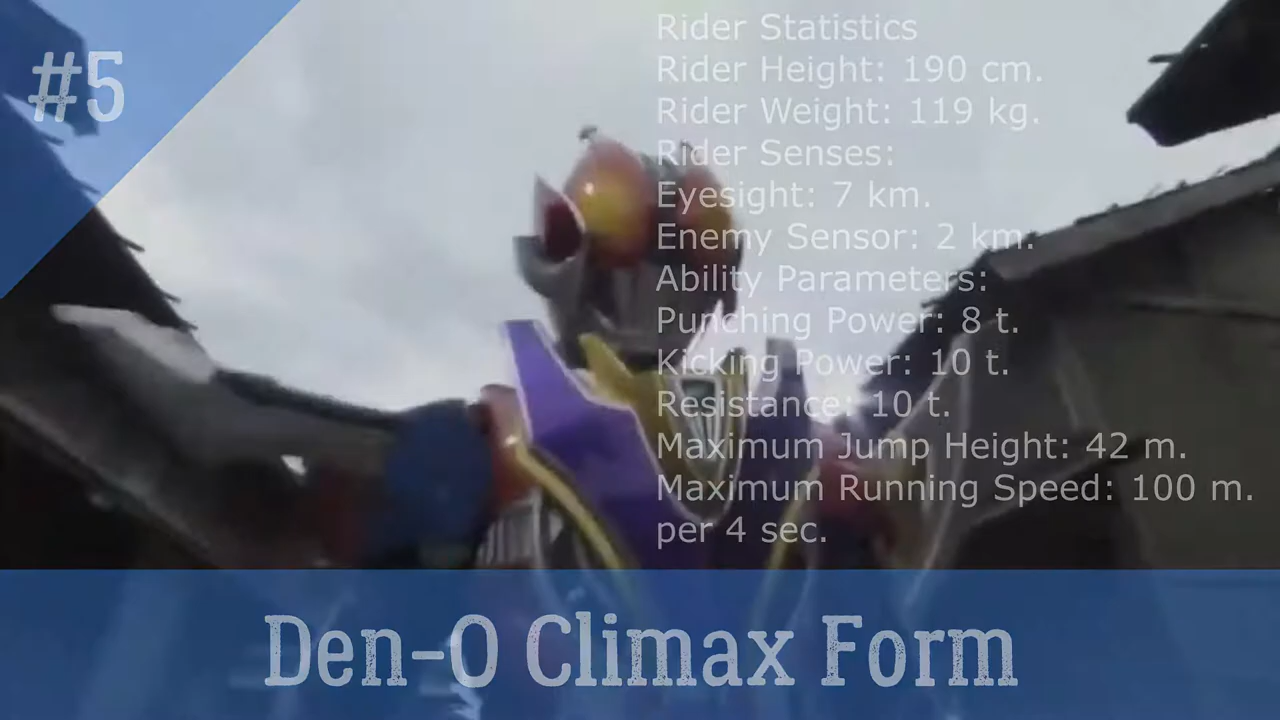 #5
Rider Statistics
Rider Height: 190 cm.
Rider Weight: 119 kg.
Rider Senses:
Eyesight: 7 km.
Enemy Sensor: 2 km.
Ability Parameters:
Punching Power: 8 t.
Kicking Power: 10 t.
Resistance: 10 t.
Maximum Jump Height: 42 m.
Maximum Running Speed: 100 m.
per 4 sec.
Den-O Climax Form